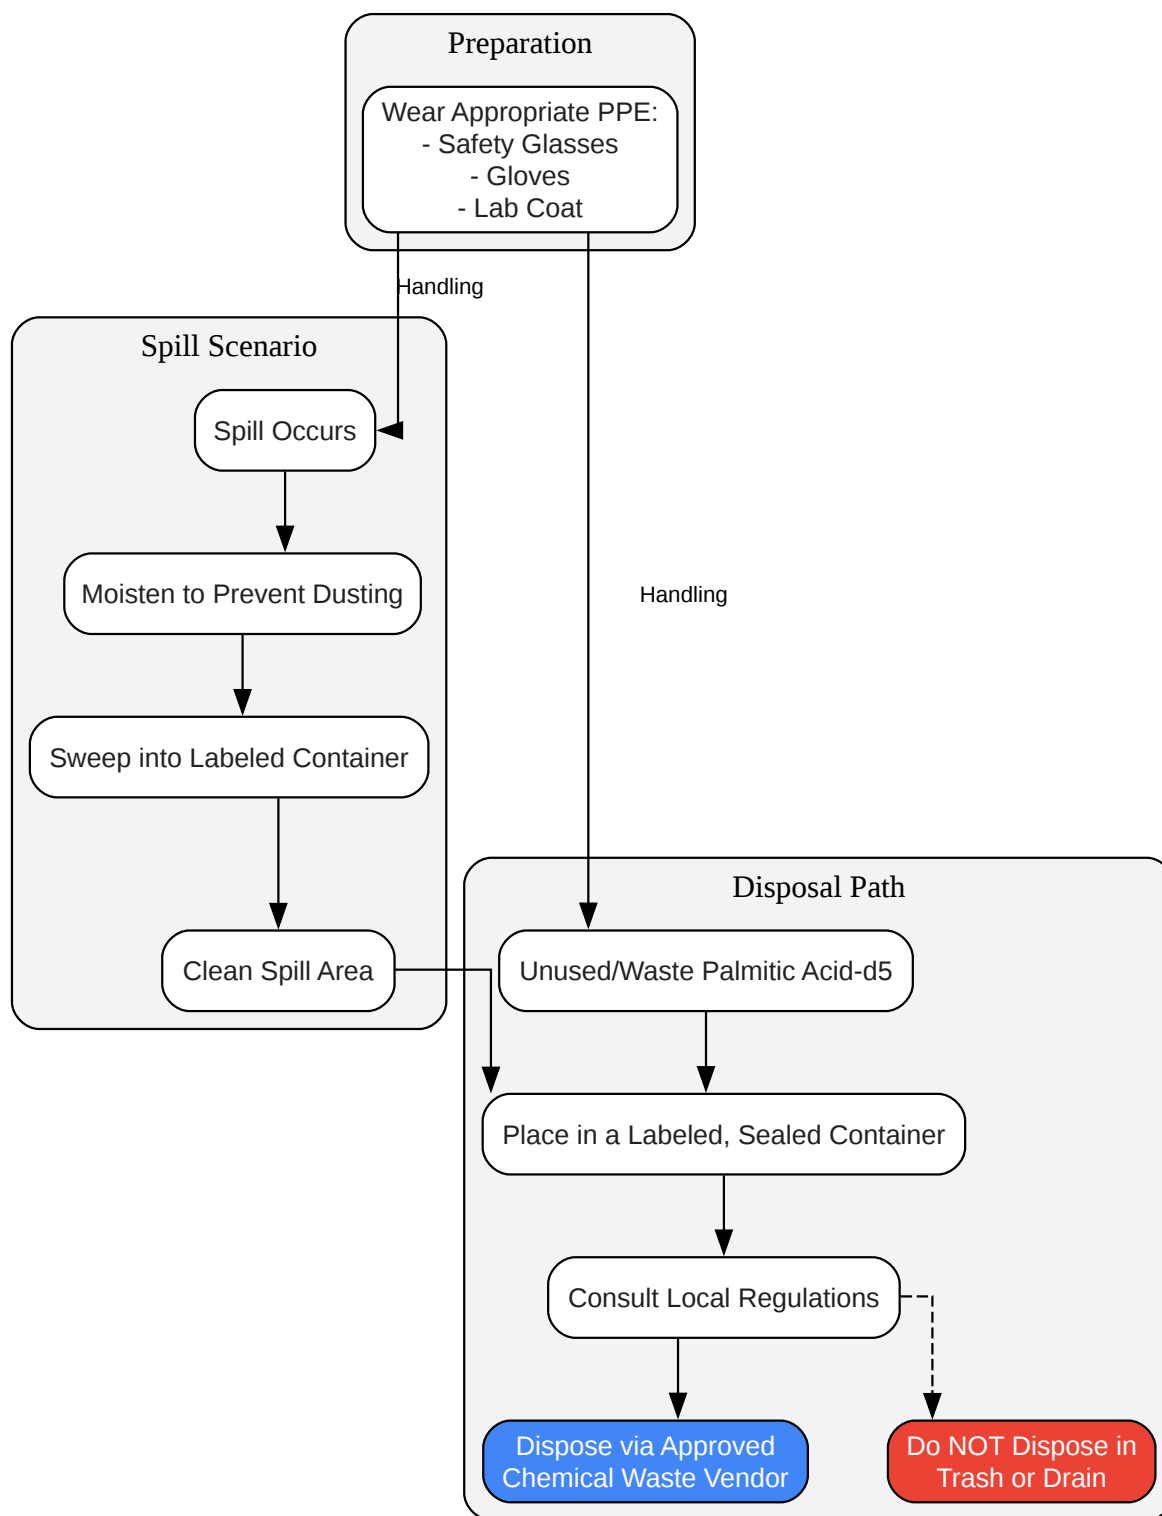 Preparation
Wear Appropriate PPE:
- Safety Glasses
- Gloves
- Lab Coat
Handling
Spill Scenario
Spill Occurs
Moisten to Prevent Dusting
Handling
Sweep into Labeled Container
Clean Spill Area
Disposal Path
Unused/Waste Palmitic Acid-d5
Place in a Labeled, Sealed Container
Consult Local Regulations
Dispose via Approved
Chemical Waste Vendor
Do NOT Dispose in
Trash or Drain